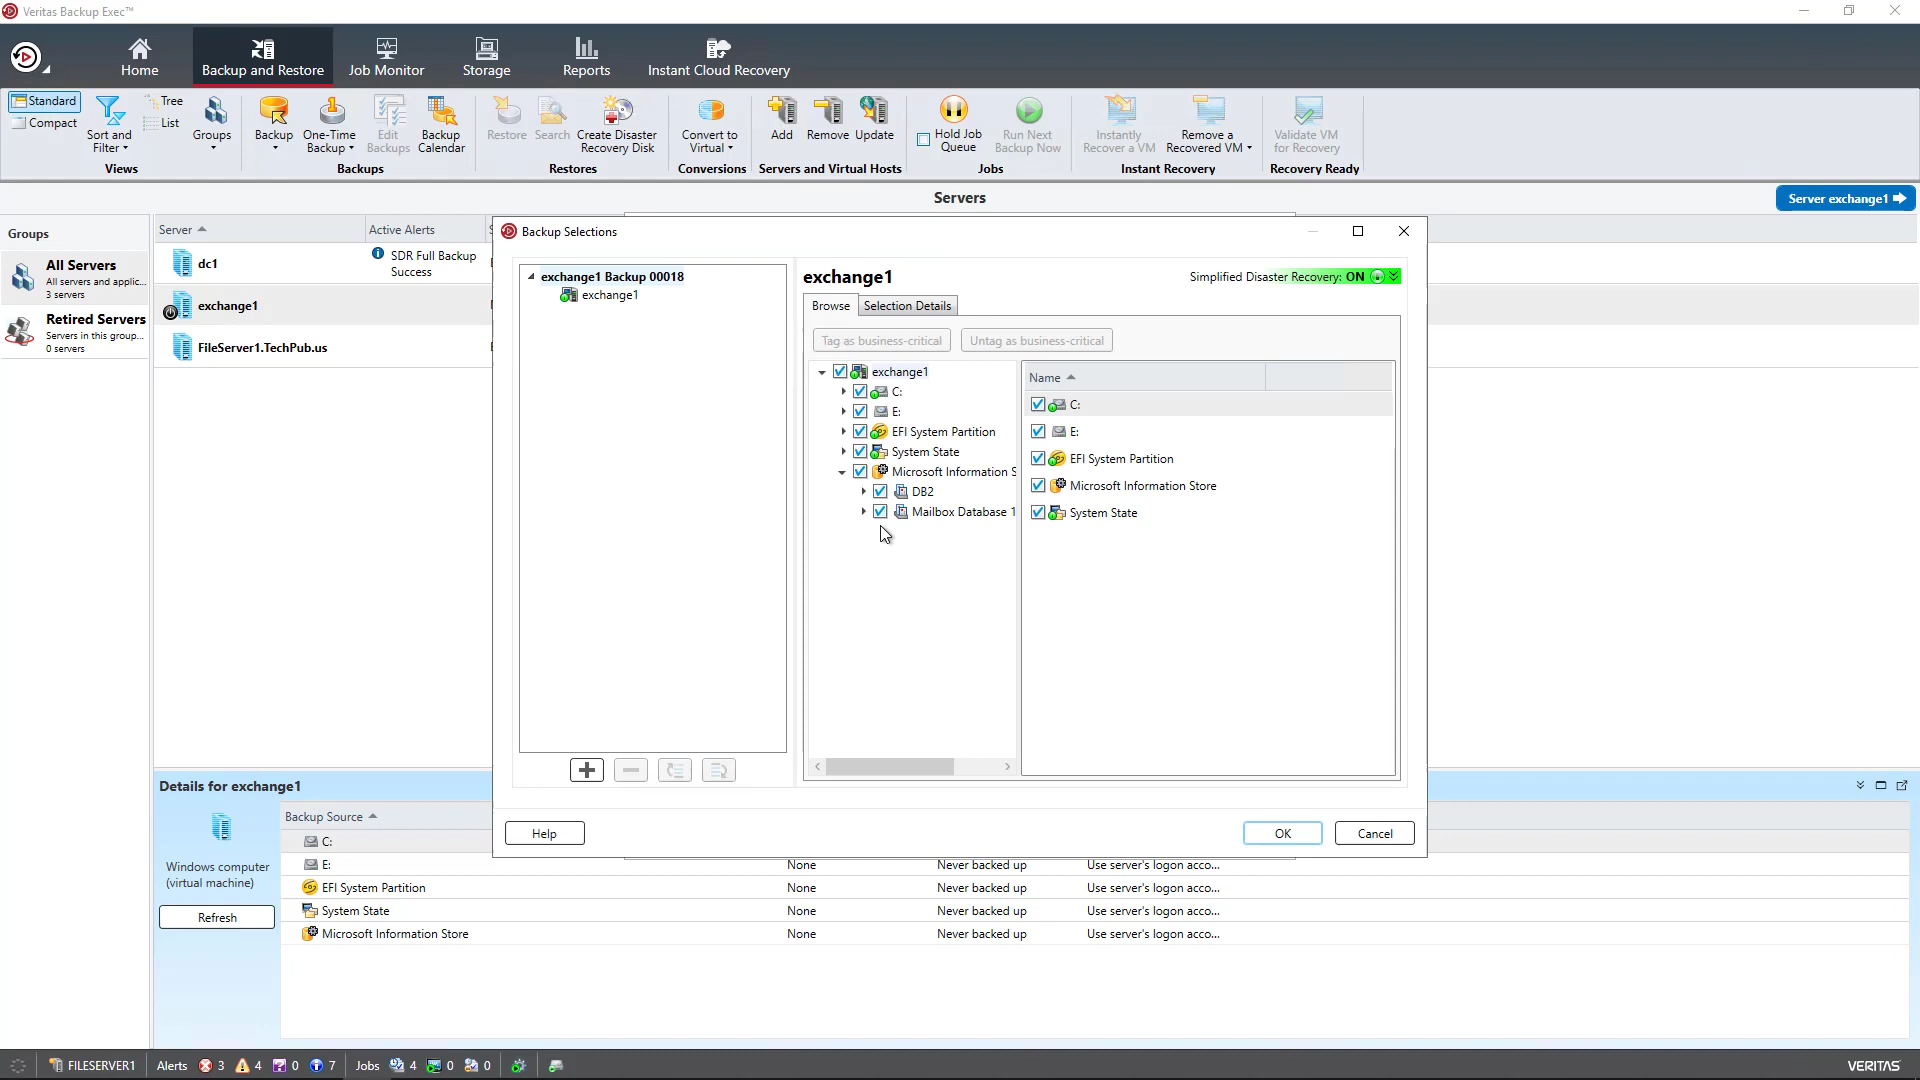 Veritas Backup Exec™
Home
Backup and Restore
Job Monitor
Storage
Reports
Instant Cloud Recovery
Standard
Compact
Sort and
Filter
Tree
List
Groups
Views
Backup
One-Time
Backup
Edit
Backups
Backup
Calendar
Backups
Restore
Search
Create Disaster
Recovery Disk
Restores
Convert to
Virtual
Conversions
Add
Remove
Update
Servers and Virtual Hosts
Hold Job
Queue
Run Next
Backup Now
Jobs
Instantly
Recover a VM
Remove a
Recovered VM
Instant Recovery
Validate VM
for Recovery
Recovery Ready
Servers
Server exchange1
Groups
All Servers
All servers and applic...
3 servers
Retired Servers
Servers in this group...
0 servers
Server
Active Alerts
dc1
SDR Full Backup
Success
exchange1
FileServer1.TechPub.us
Backup Selections
exchange1 Backup 00018
exchange1
exchange1
Simplified Disaster Recovery: ON
Browse
Selection Details
Tag as business-critical
Untag as business-critical
exchange1
C:
E:
EFI System Partition
System State
Microsoft Information S
DB2
Mailbox Database 1
Name
C:
E:
EFI System Partition
Microsoft Information Store
System State
Help
OK
Cancel
Details for exchange1
Windows computer
(virtual machine)
Refresh
Backup Source
C:
E: None Never backed up Use server's logon acco...
EFI System Partition None Never backed up Use server's logon acco...
System State None Never backed up Use server's logon acco...
Microsoft Information Store None Never backed up Use server's logon acco...
FILESERVER1
Alerts 3 4 0 7
Jobs 4 0 0
VERITAS